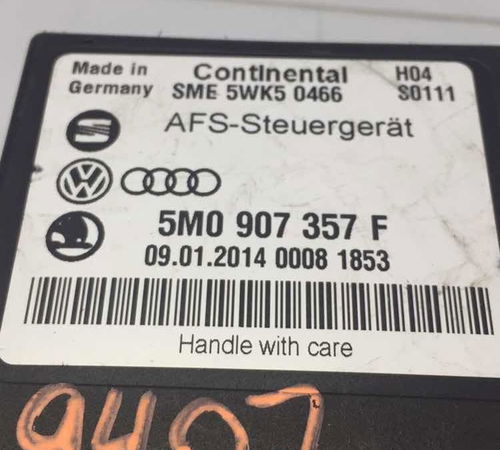 Made in Continental H04
Germany SME 5WK5 0466 S0111
AFS-Steuergerät
5M0 907 357 F
09.01.2014 0008 1853
Handle with care
9407